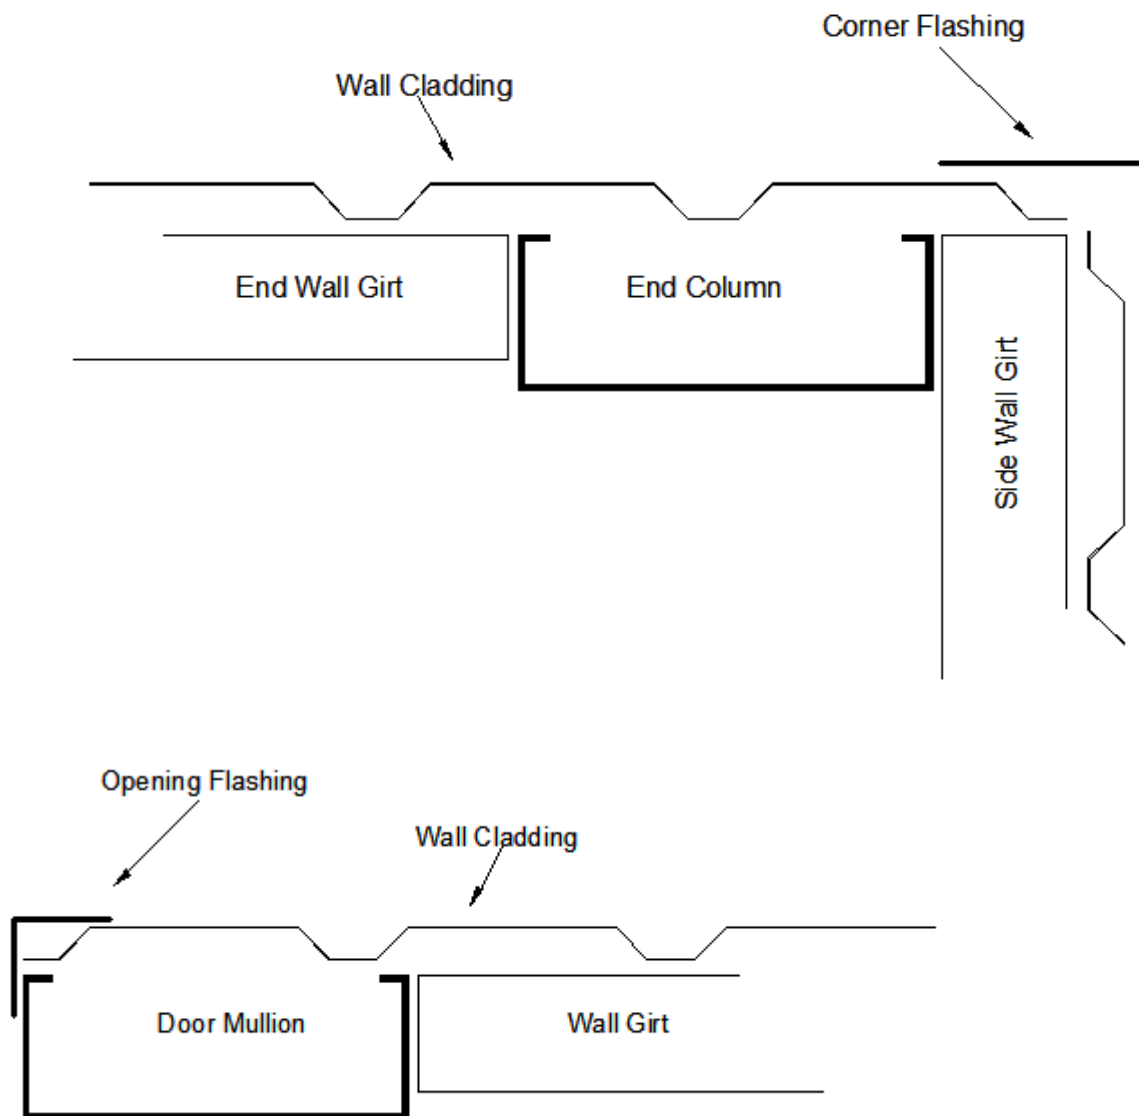 Corner Flashing
Wall Cladding
End Wall Girt
End Column
Side Wall Girt
Opening Flashing
Wall Cladding
Door Mullion
Wall Girt